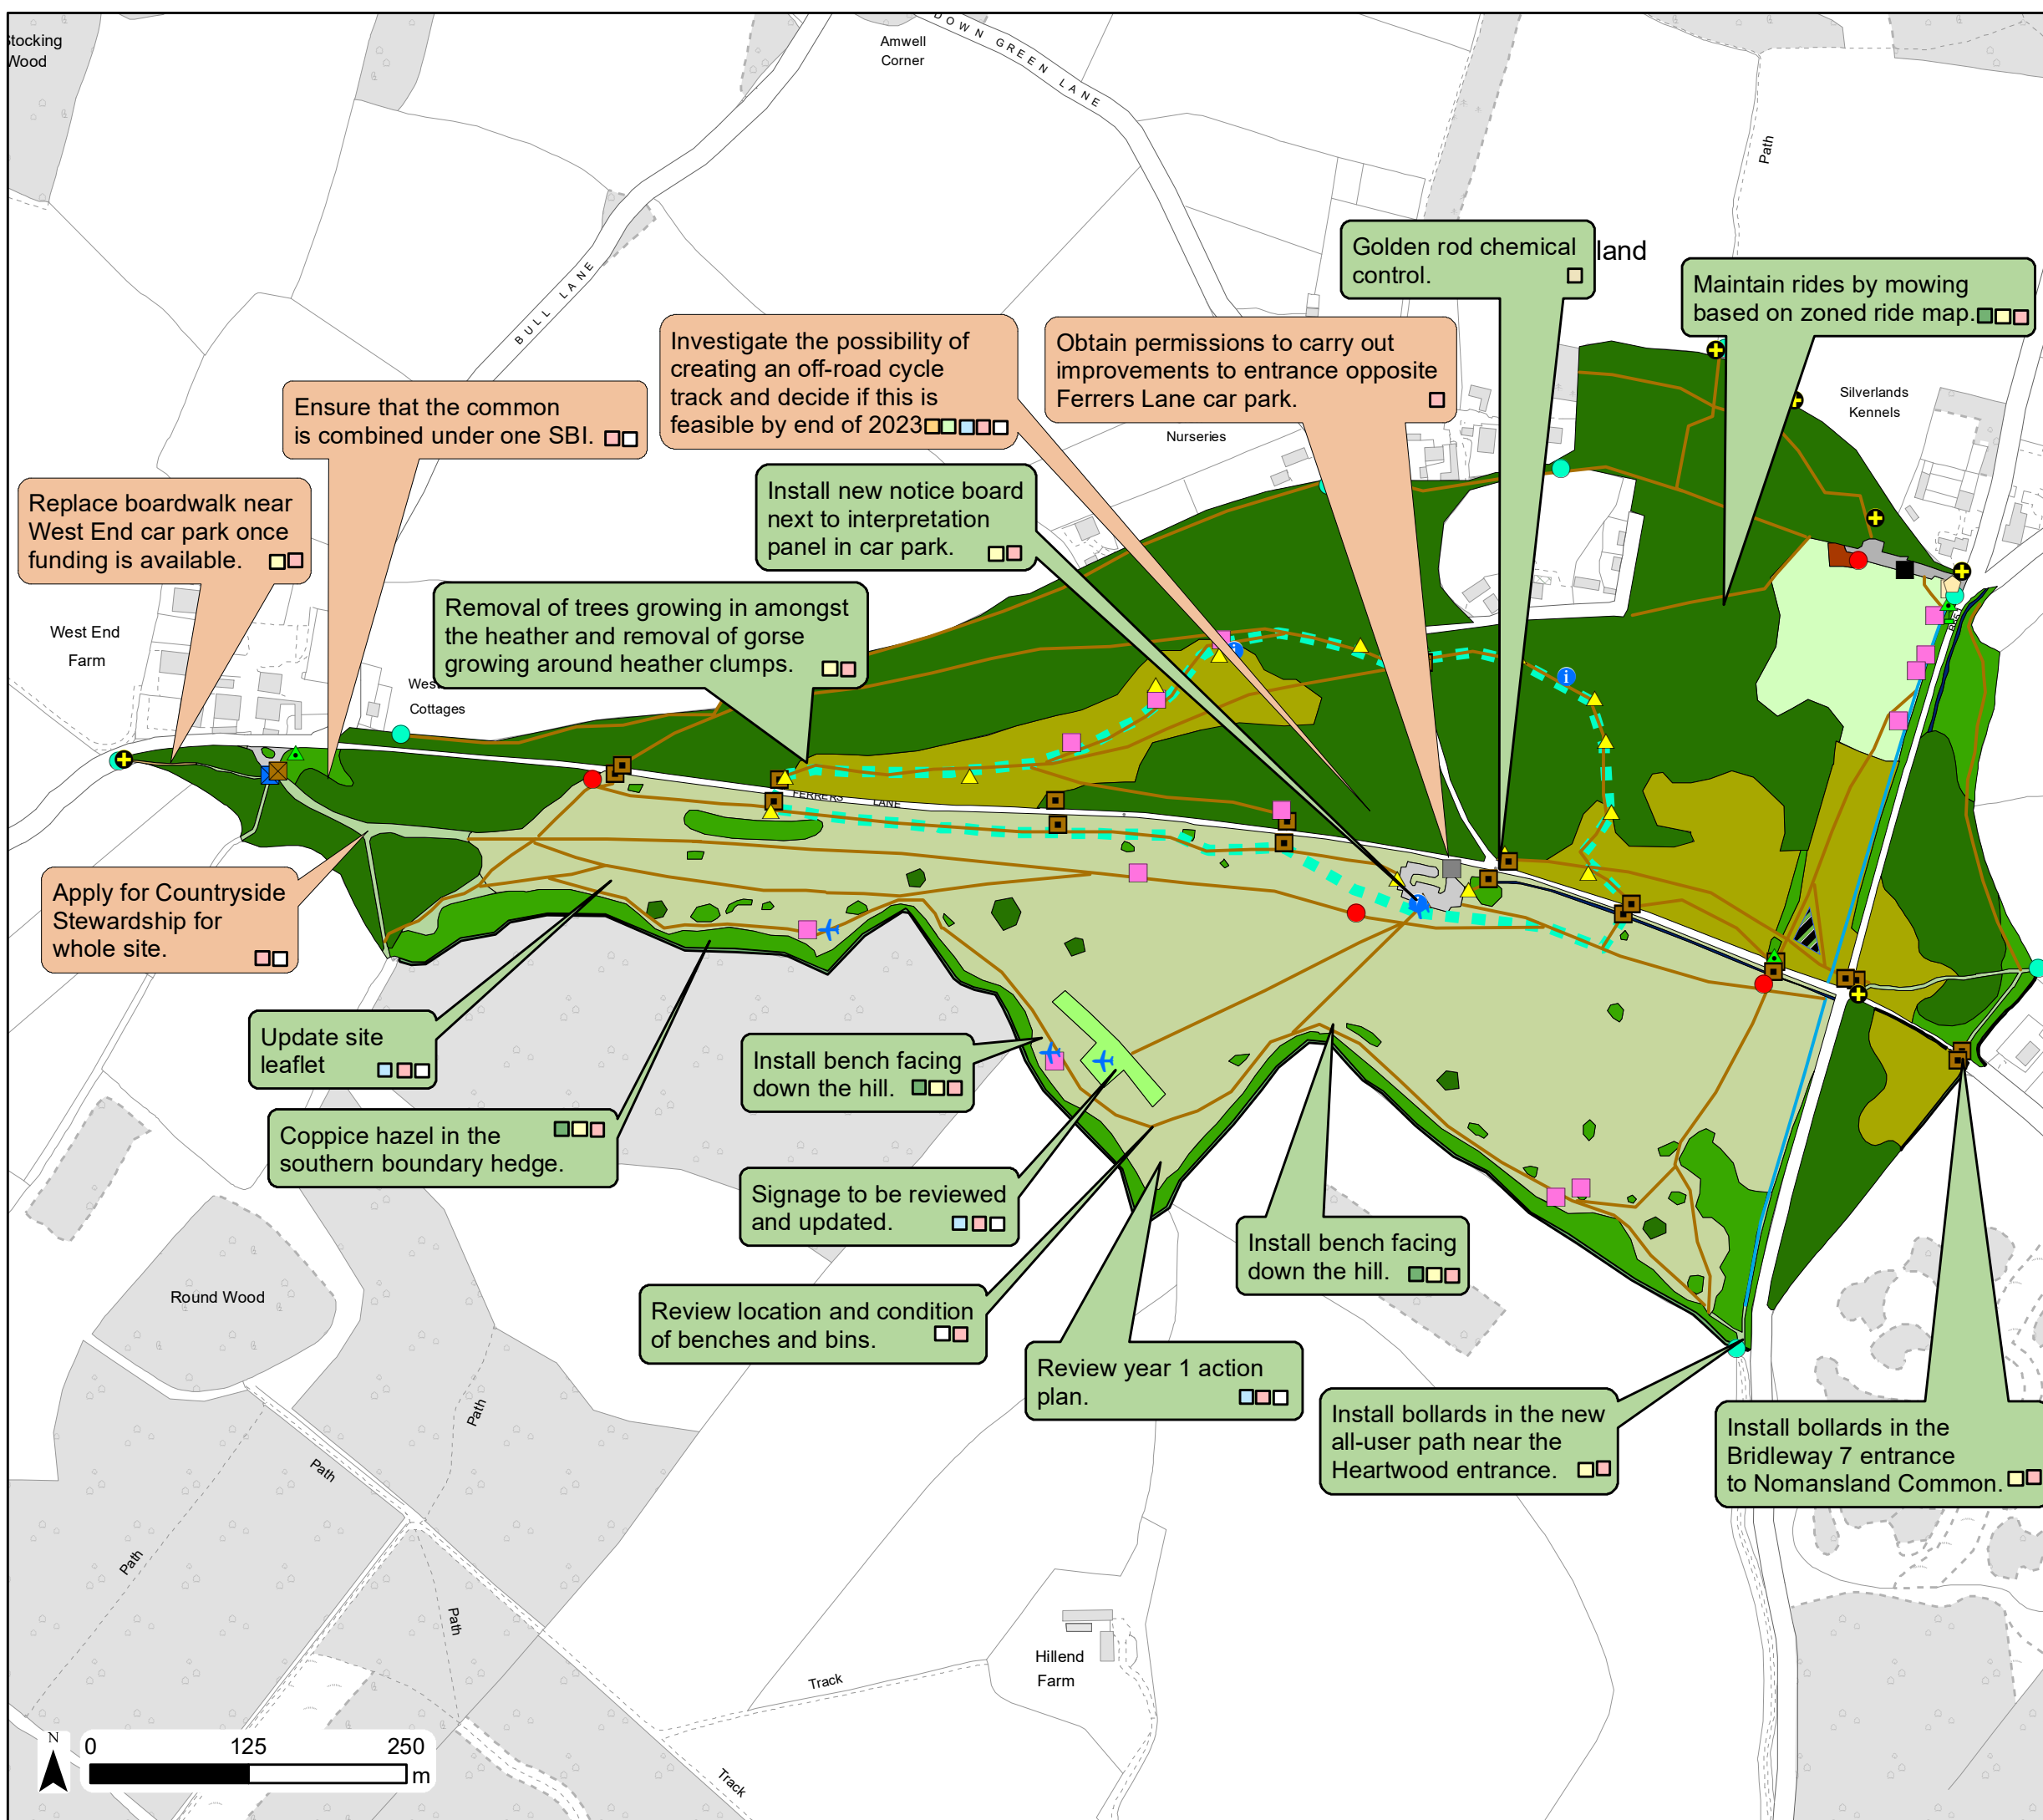 Stocking
Wood
Amwell
Corner
DOWN GREEN LANE
Path
BULL LANE
Golden rod chemical
control.
land
Maintain rides by mowing
based on zoned ride map.
Investigate the possibility of
creating an off-road cycle
track and decide if this is
feasible by end of 2023
Obtain permissions to carry out
improvements to entrance opposite
Ferrers Lane car park.
Silverlands
Kennels
Ensure that the common
is combined under one SBI.
Nurseries
Replace boardwalk near
West End car park once
funding is available.
Install new notice board
next to interpretation
panel in car park.
Removal of trees growing in amongst
the heather and removal of gorse
growing around heather clumps.
West End
Farm
West
Cottages
FERRERS LANE
Apply for Countryside
Stewardship for
whole site.
Update site
leaflet
Install bench facing
down the hill.
Coppice hazel in the
southern boundary hedge.
Signage to be reviewed
and updated.
Install bench facing
down the hill.
Round Wood
Review location and condition
of benches and bins.
Review year 1 action
plan.
Install bollards in the new
all-user path near the
Heartwood entrance.
Install bollards in the
Bridleway 7 entrance
to Nomansland Common.
Path
Path
Path
Path
Hillend
Farm
Track
Track
N
0 125 250
m